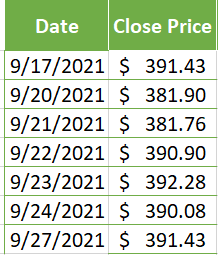 Date Close Price
9/17/2021 $ 391.43
9/20/2021 $ 381.90
9/21/2021 $ 381.76
9/22/2021 $ 390.90
9/23/2021 $ 392.28
9/24/2021 $ 390.08
9/27/2021 $ 391.43